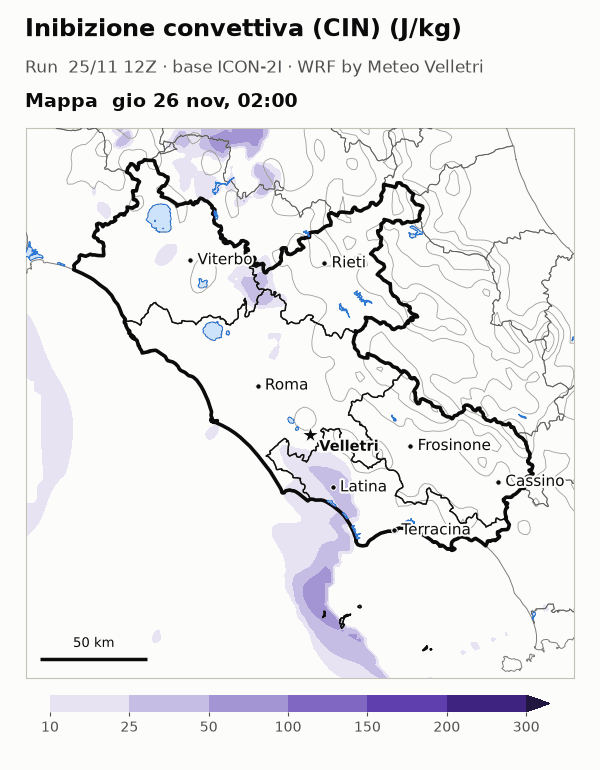 Inibizione convettiva (CIN) (J/kg)
Run  25/11 12Z · base ICON-2I · WRF by Meteo Velletri
Mappa  gio 26 nov, 02:00
Viterbo
Rieti
Roma
Velletri
Frosinone
Latina
Cassino
Terracina
50 km
10 25 50 100 150 200 300